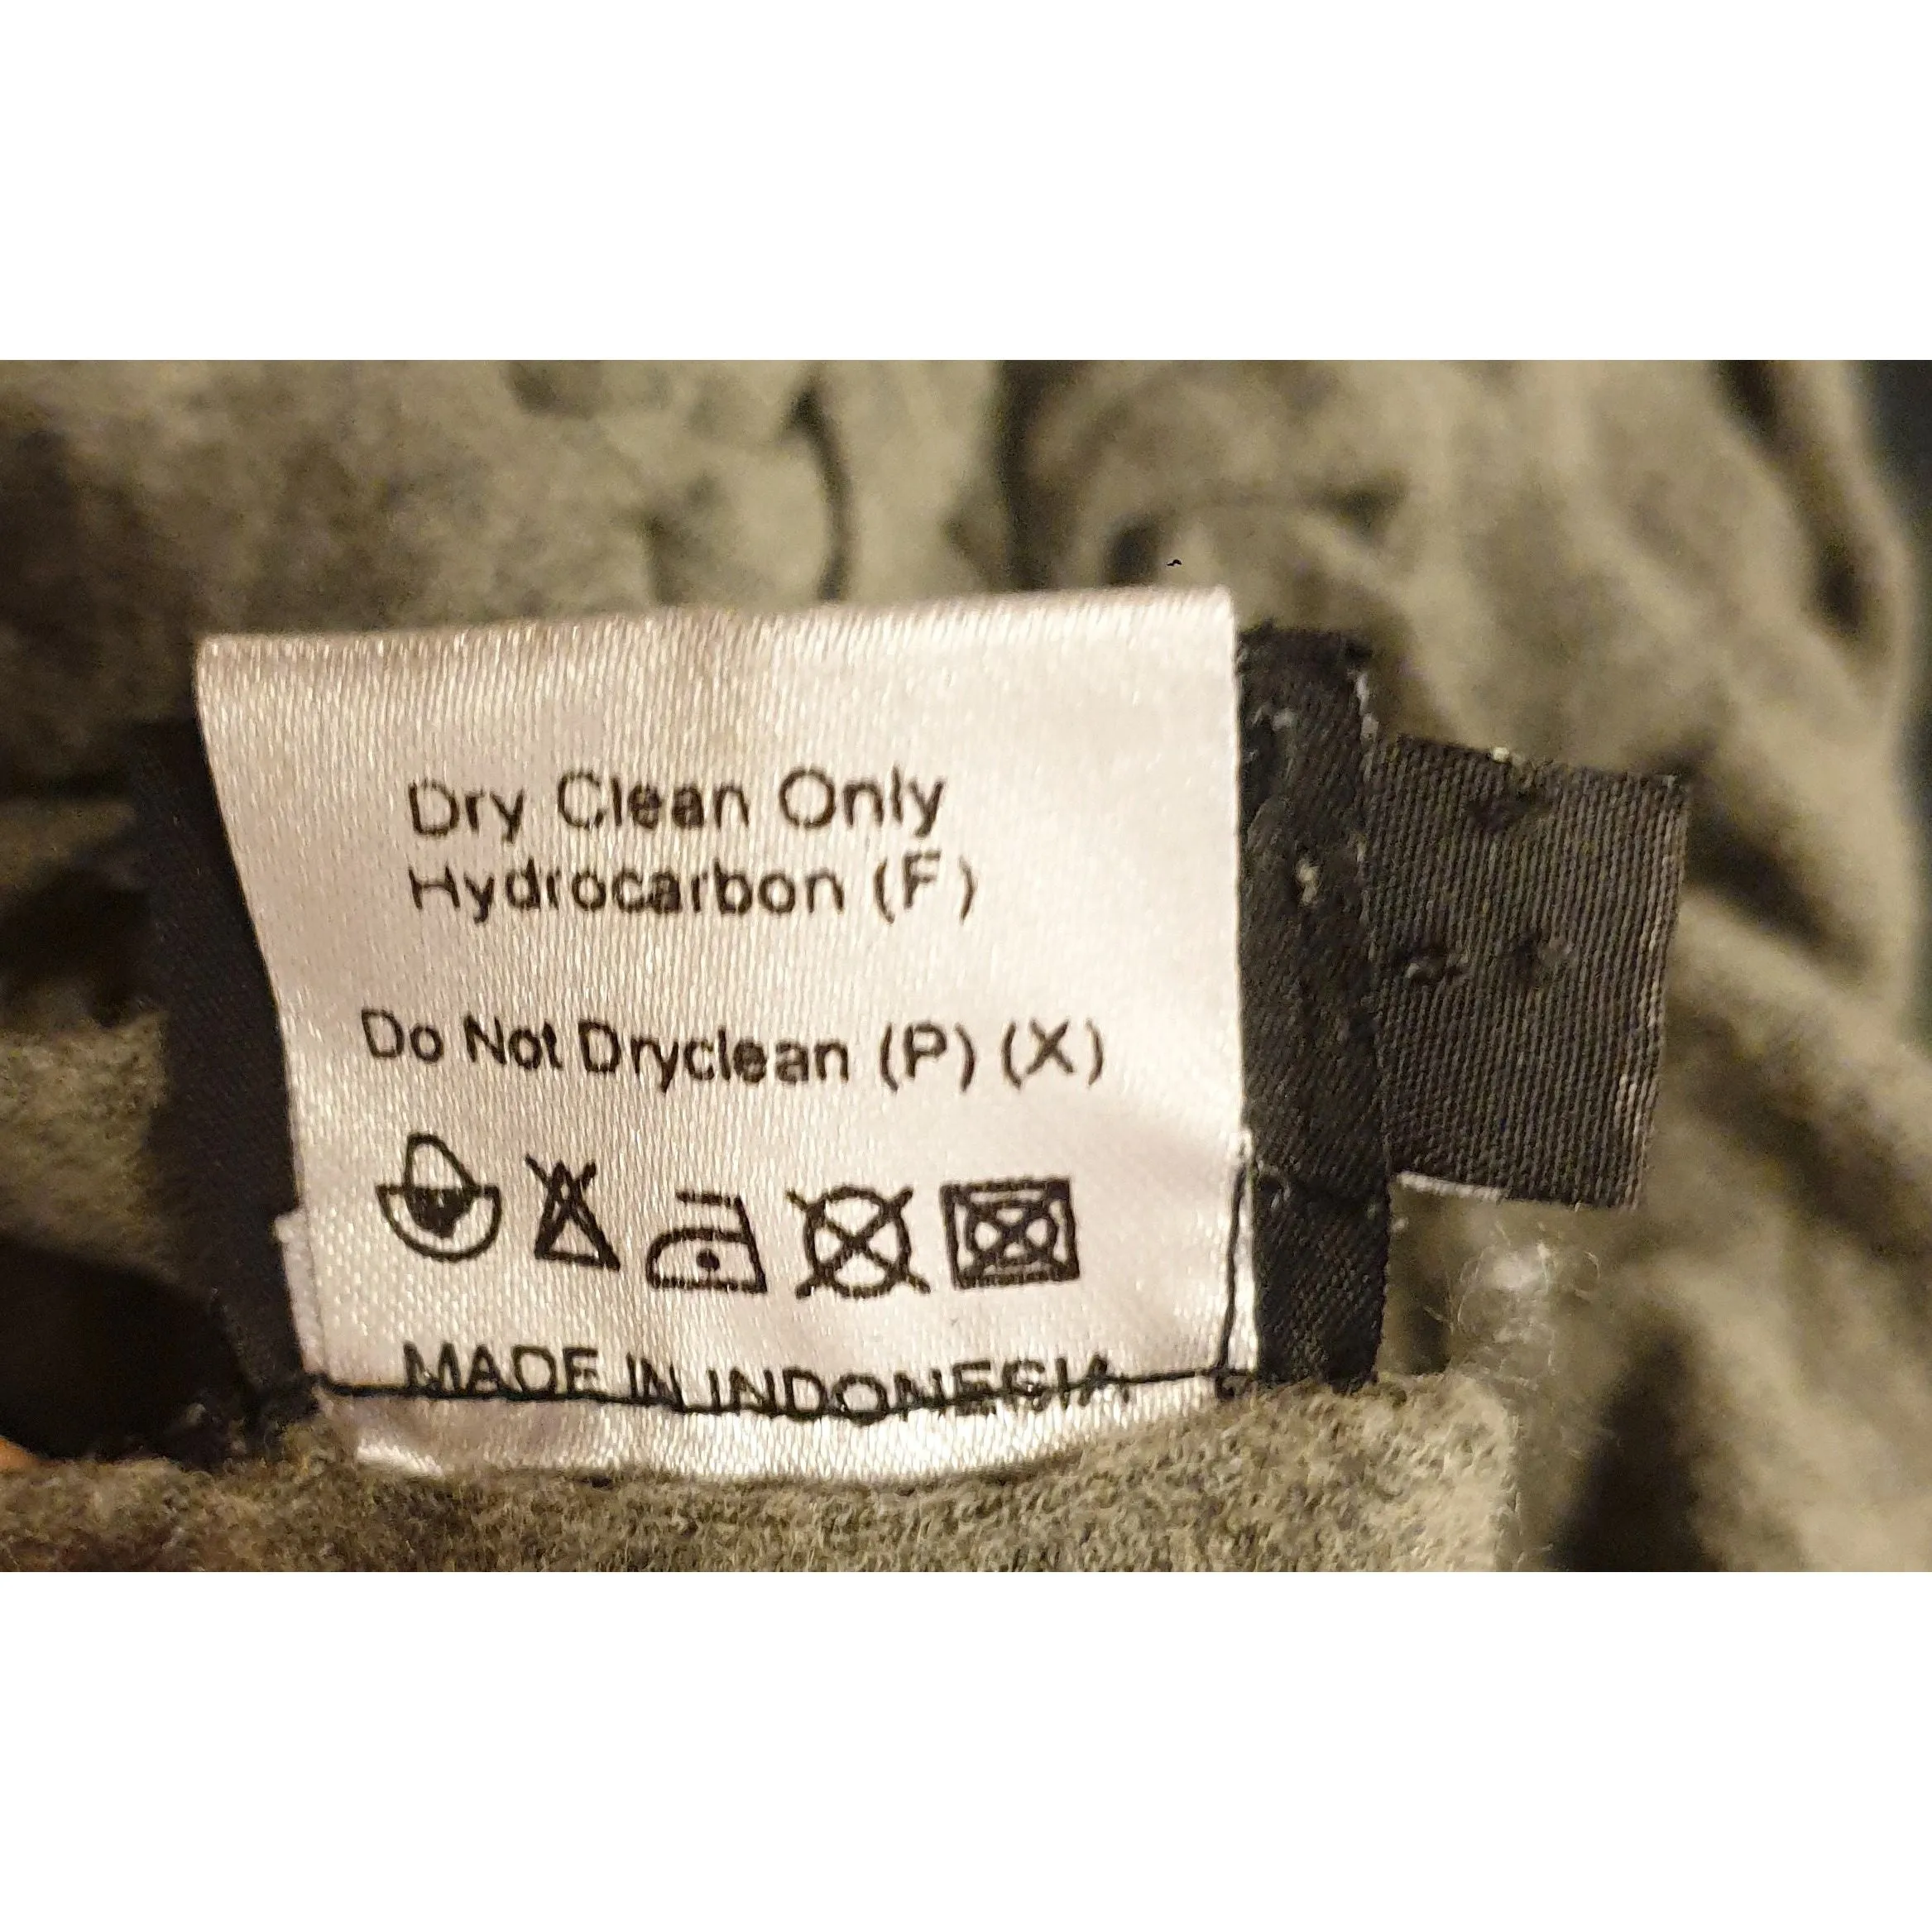 Dry Clean Only
Hydrocarbon (F)
Do Not Dryclean (P) (X)
MADE IN INDONESIA